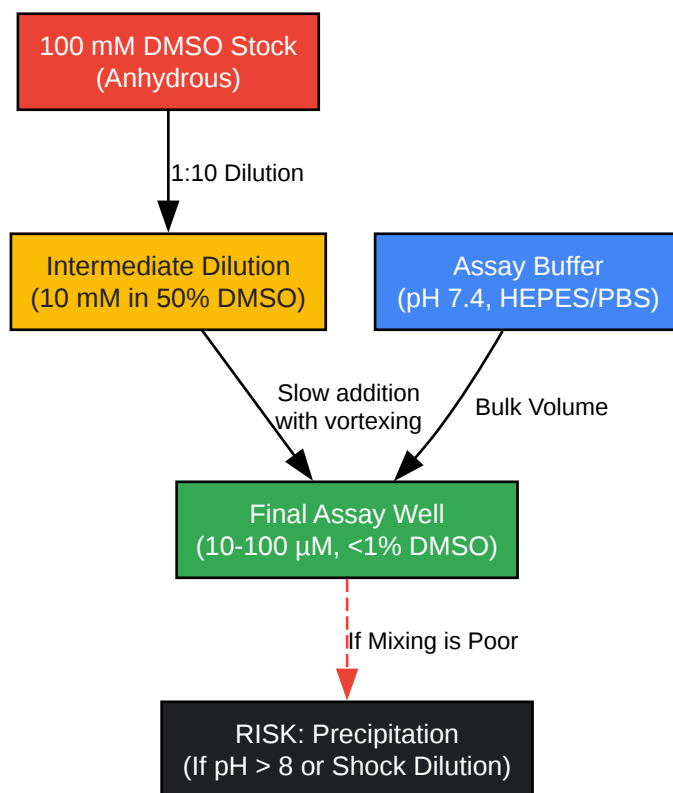 100 mM DMSO Stock
(Anhydrous)
1:10 Dilution
Intermediate Dilution
(10 mM in 50% DMSO)
Assay Buffer
(pH 7.4, HEPES/PBS)
Slow addition
with vortexing
Bulk Volume
Final Assay Well
(10-100 µM, <1% DMSO)
If Mixing is Poor
RISK: Precipitation
(If pH > 8 or Shock Dilution)